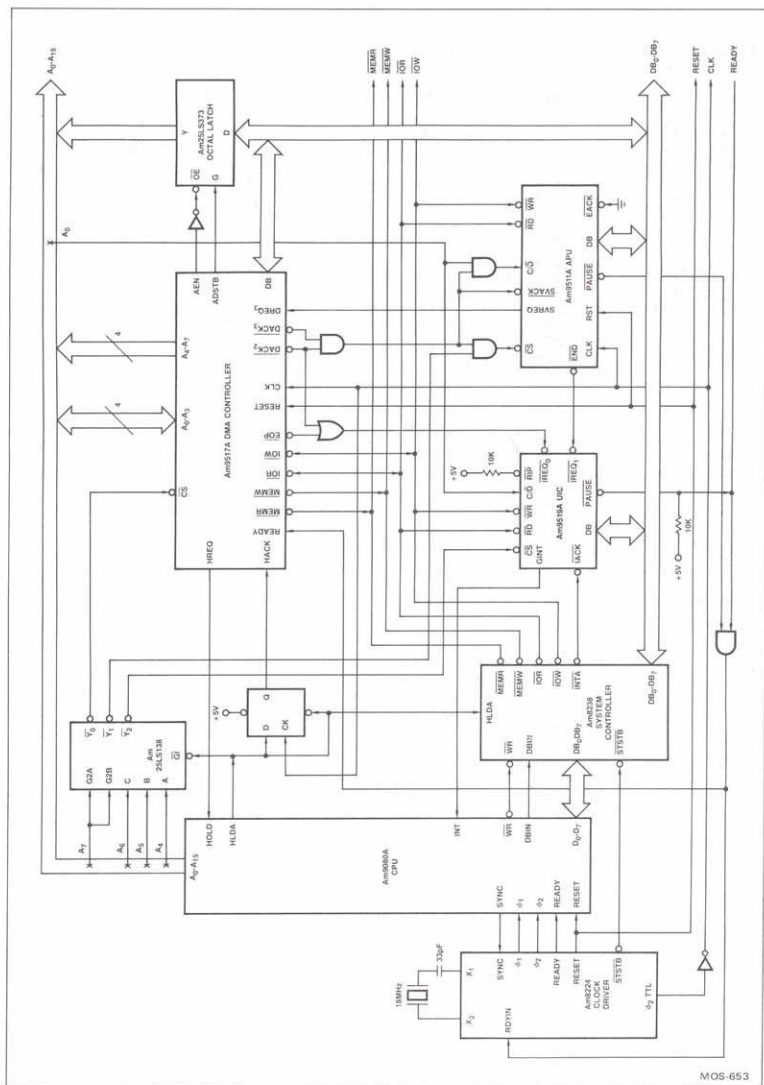 A0-A15
MEMR
MEMW
IOR
IOW
DB0-DB7
RESET
CLK
READY
Y
Am25LS373
OCTAL LATCH
D
OE
G
A0
AEN
ADSTB
DB
A4-A7
4
A0-A3
4
Am9517A DMA CONTROLLER
DREQ3
DACK3
DACK2
CLK
RESET
EOP
IOW
IOR
MEMW
MEMR
READY
CS
HREQ
HACK
WR
RD
EACK
C/D
SVACK
SVREQ
CS
Am9511A APU
DB
PAUSE
RST
CLK
END
+5V
10K
RIP
IREQ0
IREQ1
C/D
WR
RD
CS
GINT
Am9519A UIC
PAUSE
DB
IACK
10K
+5V
Y0
Y1
Y2
Am
25LS138
G1
G2A
G2B
C
B
A
A7
A6
A5
A4
+5V
Q
D
CK
HLDA
MEMR
MEMW
IOR
IOW
INTA
Am8238
SYSTEM
CONTROLLER
DB0-DB7
WR
DBIN
DB0DB7
STSTB
A0-A15
HOLD
HLDA
INT
WR
DBIN
D0-D7
Am9080A
CPU
SYNC
ϕ1
ϕ2
READY
RESET
18MHz
33pF
X2
X1
SYNC
ϕ1
ϕ2
READY
RESET
STSTB
RDYIN
Am8224
CLOCK
DRIVER
ϕ2 TTL
MOS-653